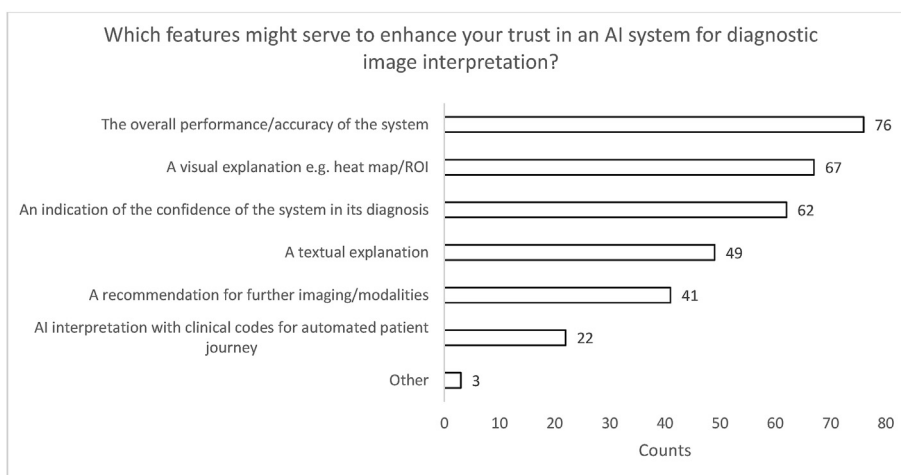 Which features might serve to enhance your trust in an AI system for diagnostic
image interpretation?
The overall performance/accuracy of the system 76
A visual explanation e.g. heat map/ROI 67
An indication of the confidence of the system in its diagnosis 62
A textual explanation 49
A recommendation for further imaging/modalities 41
AI interpretation with clinical codes for automated patient
journey 22
Other 3
0 10 20 30 40 50 60 70 80
Counts